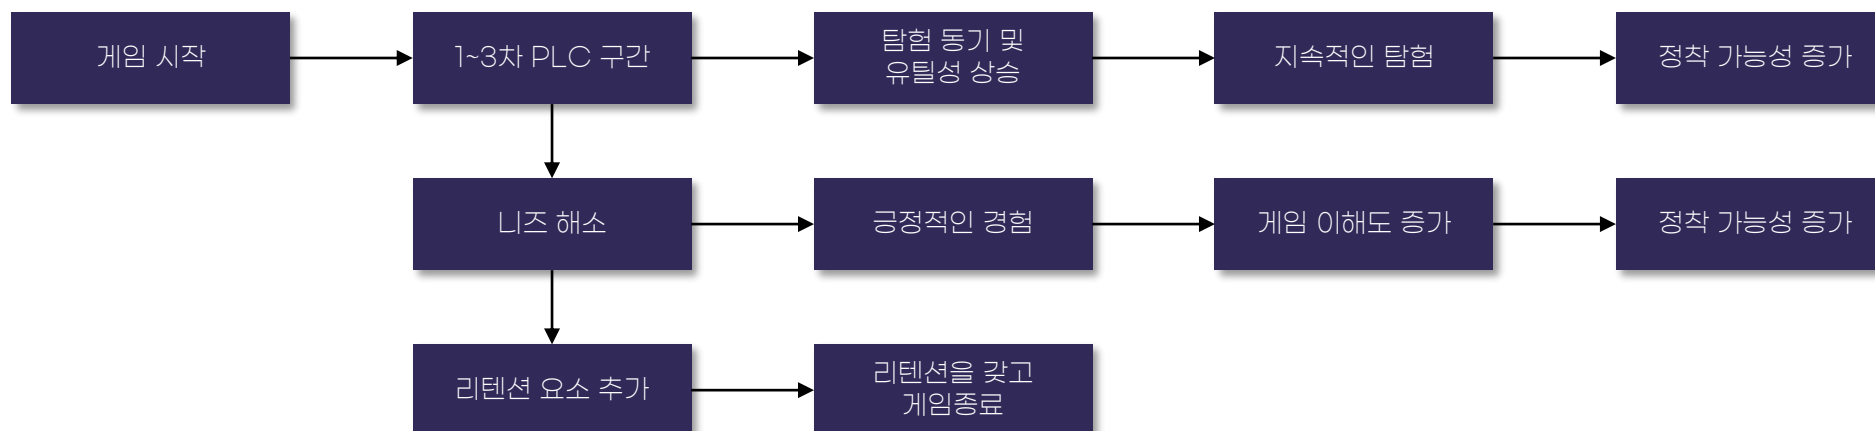 게임 시작
1~3차 PLC 구간
탐험 동기 및
유틸성 상승
지속적인 탐험
정착 가능성 증가
니즈 해소
긍정적인 경험
게임 이해도 증가
정착 가능성 증가
리텐션 요소 추가
리텐션을 갖고
게임종료